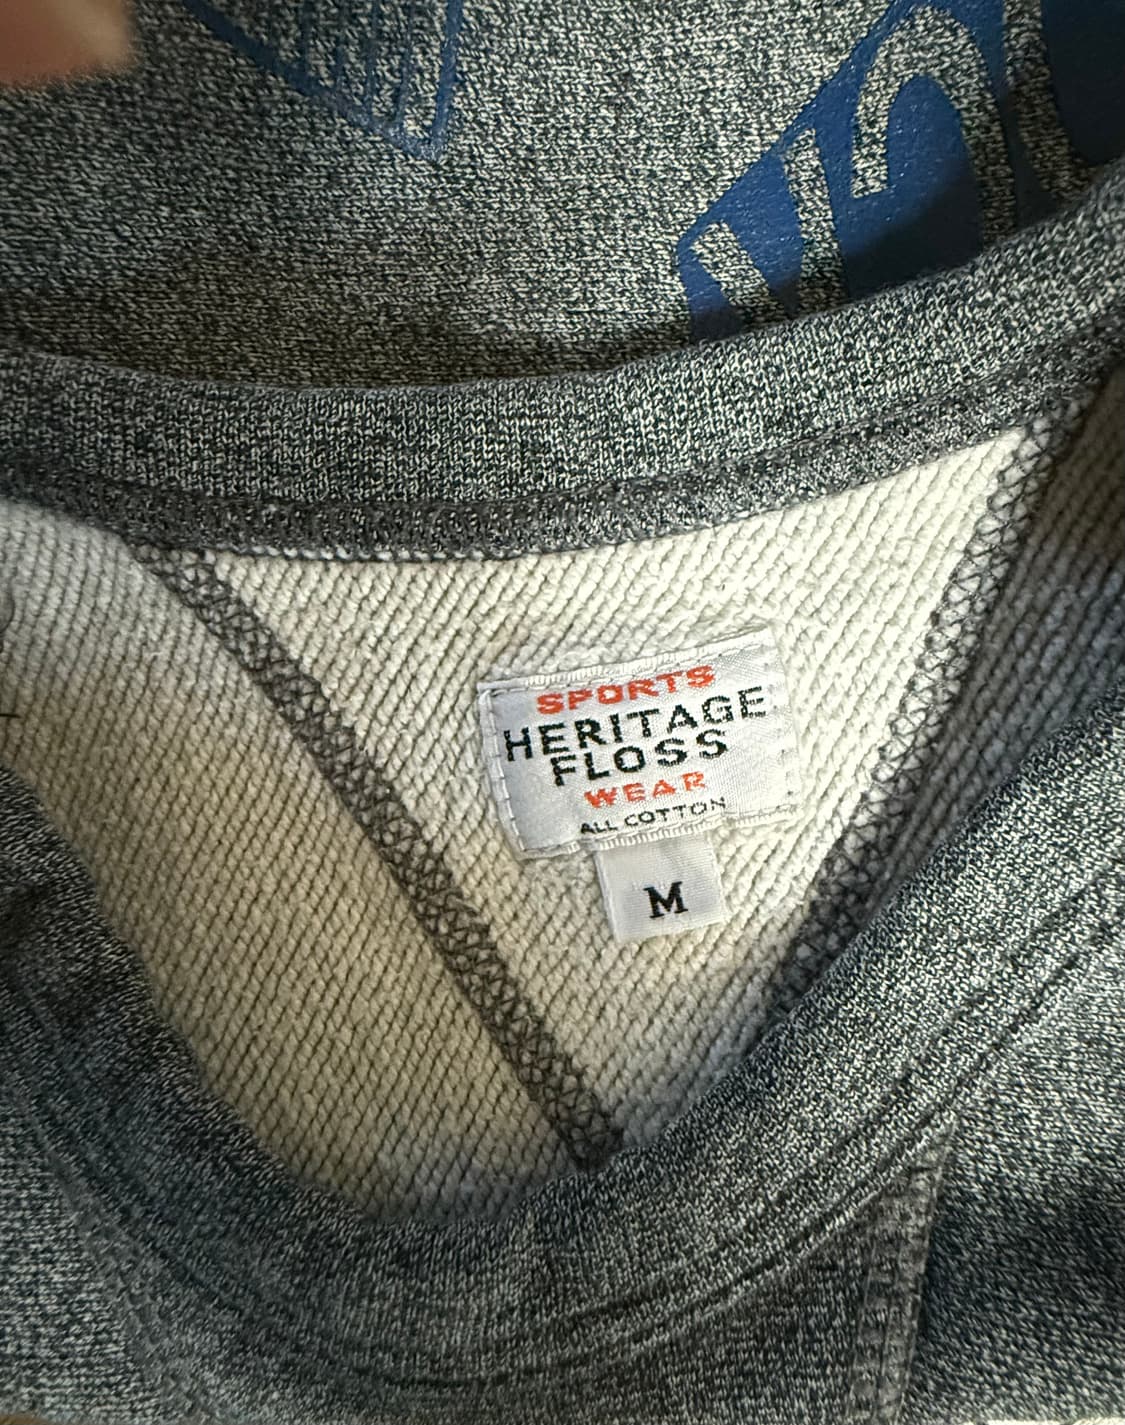 SPORTS
HERITAGE
FLOSS
WEAR
ALL COTTON
M